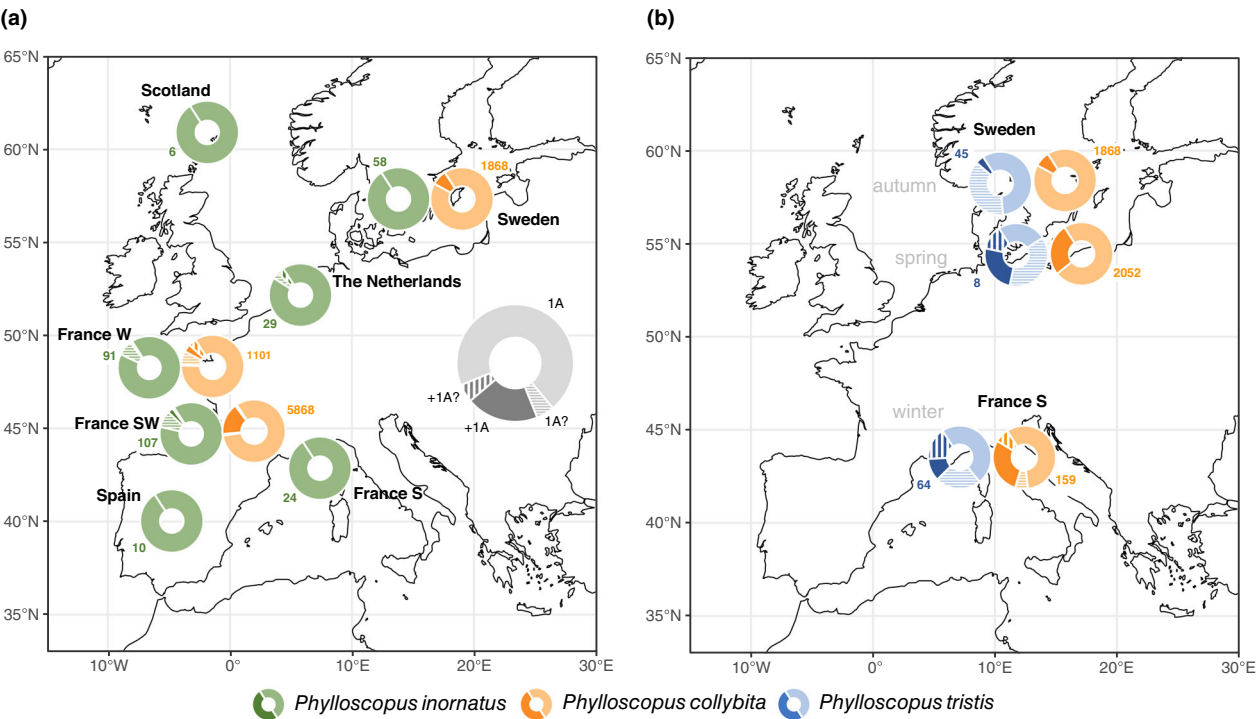 (a)
(b)
65°N
60°N
55°N
50°N
45°N
40°N
35°N
10°W
0°
10°E
20°E
30°E
Scotland
6
58
1868
Sweden
The Netherlands
29
France W
91
1101
France SW
107
5868
24
France S
Spain
10
1A
1A?
+1A
+1A?
65°N
60°N
55°N
50°N
45°N
40°N
35°N
10°W
0°
10°E
20°E
30°E
Sweden
autumn
45
1868
spring
8
2052
winter
France S
64
159
Phylloscopus inornatus
Phylloscopus collybita
Phylloscopus tristis